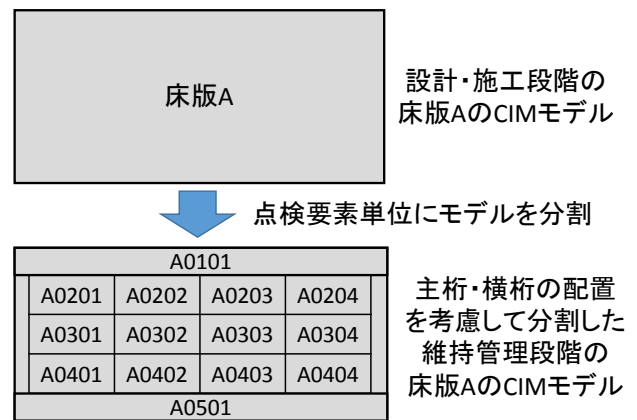 床版A
設計・施工段階の
床版AのCIMモデル
点検要素単位にモデルを分割
A0101
A0201 A0202 A0203 A0204
A0301 A0302 A0303 A0304
A0401 A0402 A0403 A0404
A0501
主桁・横桁の配置
を考慮して分割した
維持管理段階の
床版AのCIMモデル